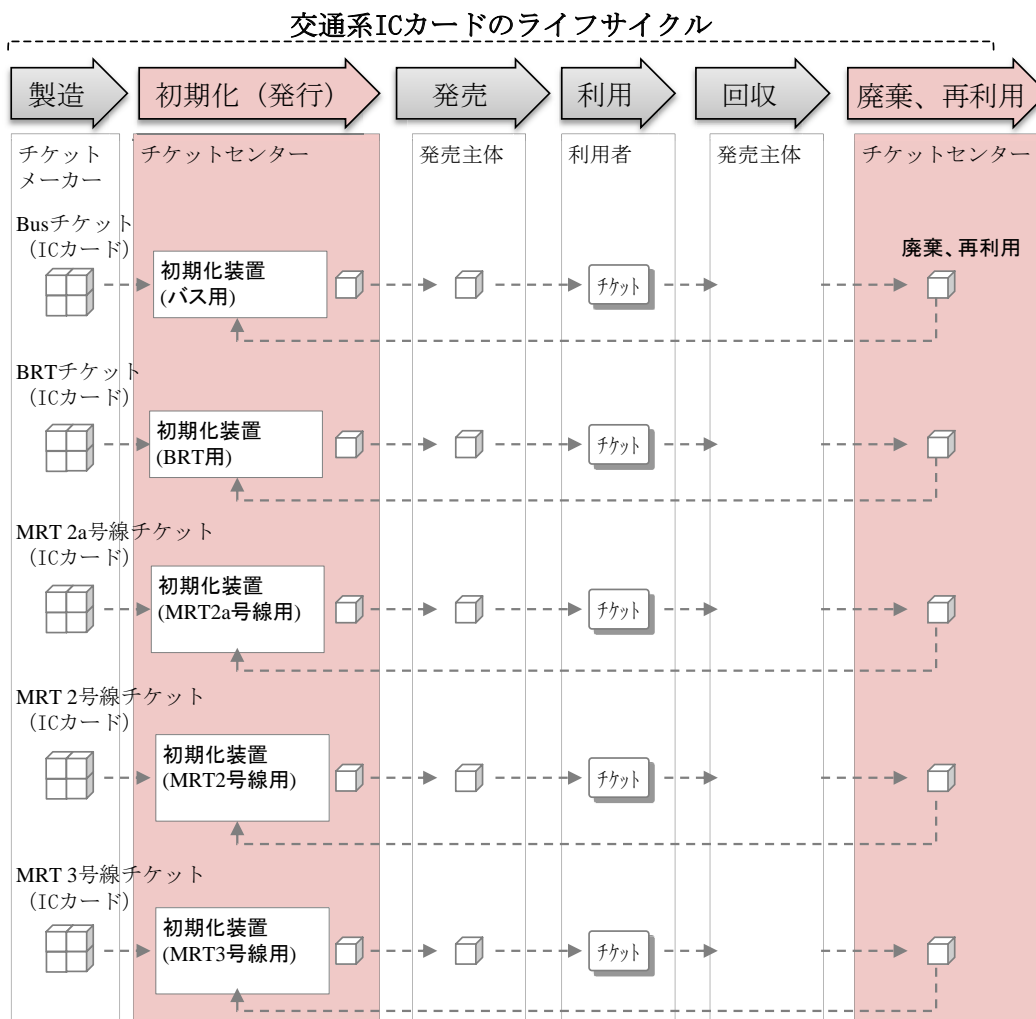 交通系ICカードのライフサイクル
製造
初期化（発行）
発売
利用
回収
廃棄、再利用
チケット
メーカー
チケットセンター
発売主体
利用者
発売主体
チケットセンター
Busチケット
（ICカード）
初期化装置
(バス用)
チケット
廃棄、再利用
BRTチケット
（ICカード）
初期化装置
(BRT用)
チケット
MRT 2a号線チケット
（ICカード）
初期化装置
(MRT2a号線用)
チケット
MRT 2号線チケット
（ICカード）
初期化装置
(MRT2号線用)
チケット
MRT 3号線チケット
（ICカード）
初期化装置
(MRT3号線用)
チケット